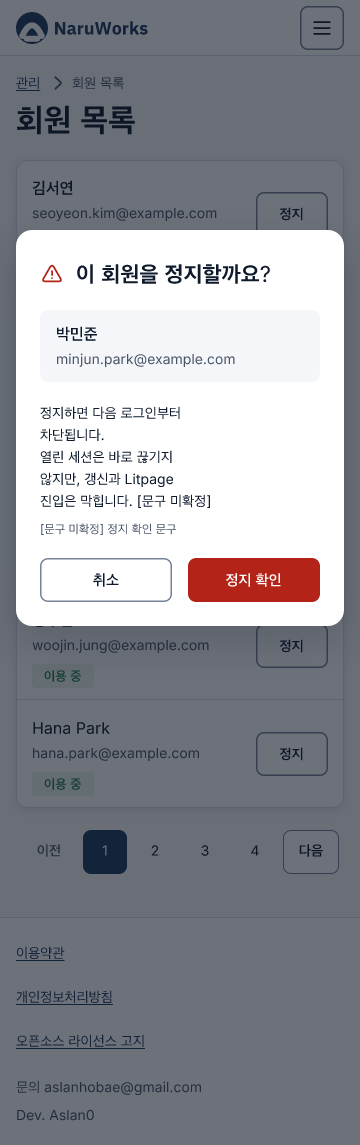 NaruWorks
관리 > 회원 목록
회원 목록
김서연
seoyeon.kim@example.com
정지
이 회원을 정지할까요?
박민준
minjun.park@example.com
정지하면 다음 로그인부터
차단됩니다.
열린 세션은 바로 끊기지
않지만, 갱신과 Litpage
진입은 막힙니다. [문구 미확정]
[문구 미확정] 정지 확인 문구
취소
정지 확인
woojin.jung@example.com
정지
이용 중
Hana Park
hana.park@example.com
정지
이용 중
이전 1 2 3 4 다음
이용약관
개인정보처리방침
오픈소스 라이선스 고지
문의 aslanhobae@gmail.com
Dev. Aslan0